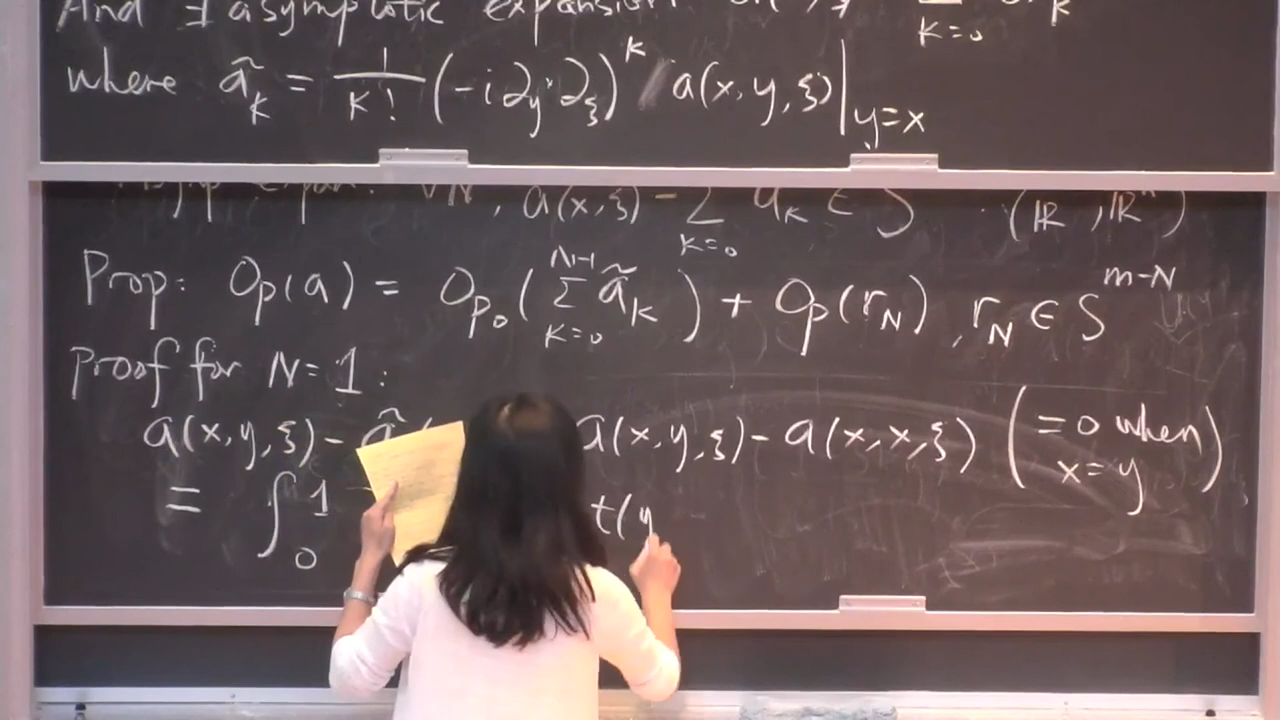 And ∃ asymptotic expansion
K=0
where ã_K = 1/K! (-i∂_y·∂_ξ)^K a(x,y,ξ)|_{y=x}
∀N, a(x,ξ) - Σ_{K=0} a_K ∈ S (ℝ^n, ℝ^n)
Prop: Op(a) = Op_0(Σ_{K=0}^{N-1} ã_K) + Op(r_N), r_N ∈ S^{m-N}
Proof for N=1:
a(x,y,ξ) - ã a(x,y,ξ) - a(x,x,ξ) (=0 when x=y)
= ∫_0^1 t(y